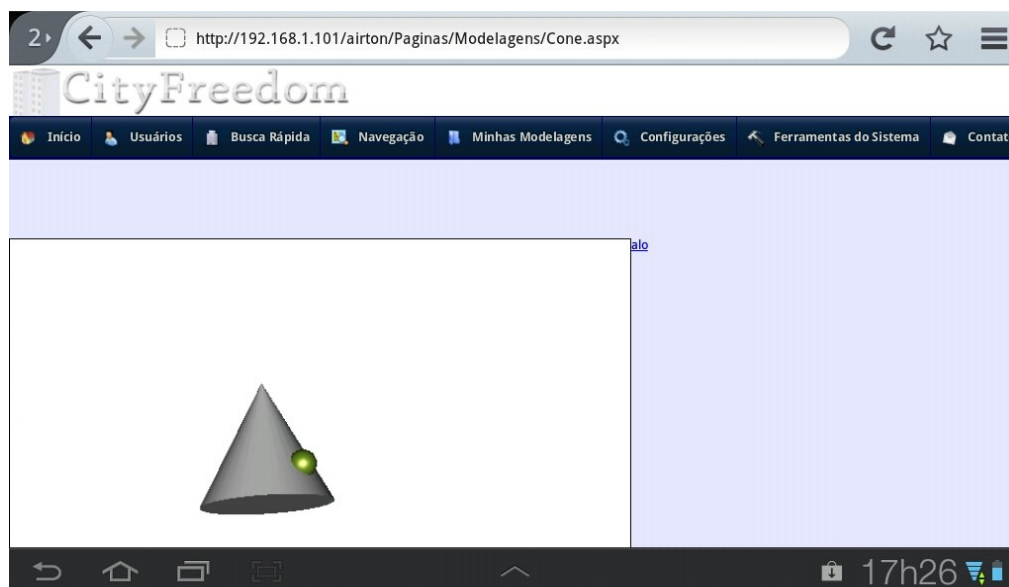 2
http://192.168.1.101/airton/Paginas/Modelagens/Cone.aspx
CityFreedom
Início Usuários Busca Rápida Navegação Minhas Modelagens Configurações Ferramentas do Sistema Contat
alo
17h26